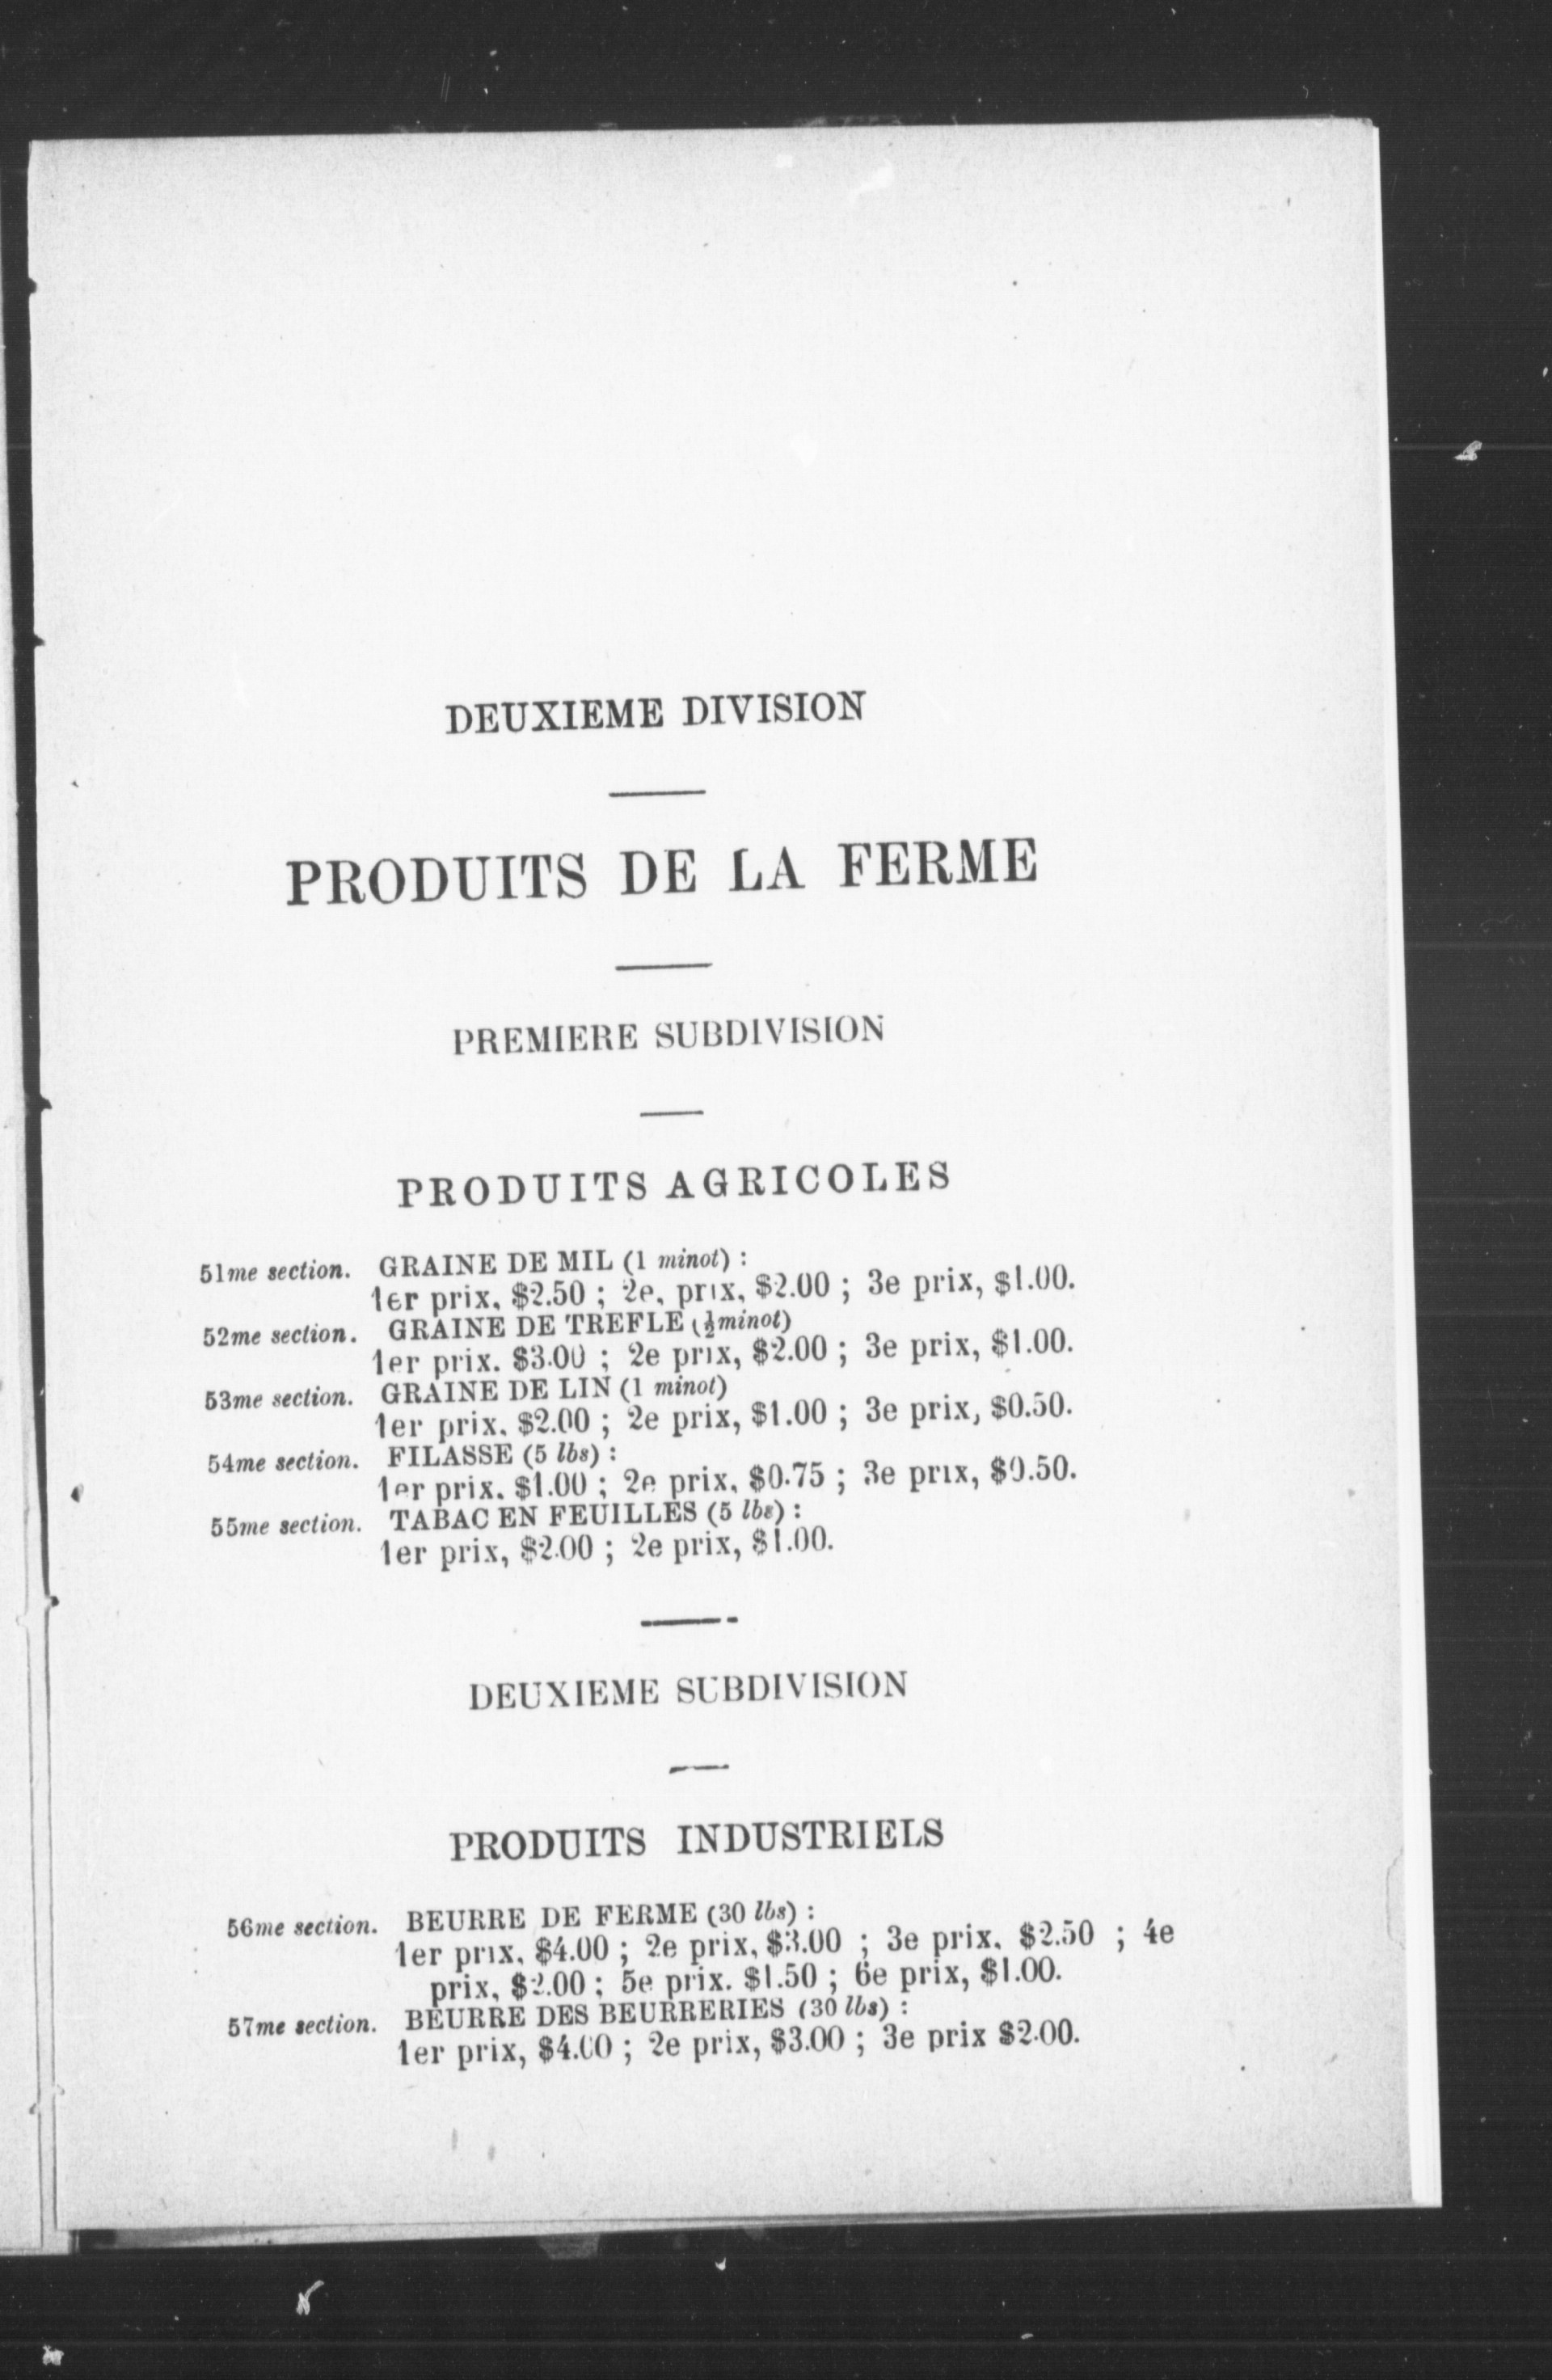 DEUXIEME DIVISION
PRODUITS DE LA FERME
PREMIERE SUBDIVISION
PRODUITS AGRICOLES
51me section. GRAINE DE MIL (1 minot) :
1er prix, $2.50 ; 2e, prix, $2.00 ; 3e prix, $1.00.
52me section. GRAINE DE TREFLE (½ minot)
1er prix. $3.00 ; 2e prix, $2.00 ; 3e prix, $1.00.
53me section. GRAINE DE LIN (1 minot)
1er prix. $2.00 ; 2e prix, $1.00 ; 3e prix, $0.50.
54me section. FILASSE (5 lbs) :
1er prix. $1.00 ; 2e prix. $0.75 ; 3e prix, $0.50.
55me section. TABAC EN FEUILLES (5 lbs) :
1er prix, $2.00 ; 2e prix, $1.00.
DEUXIEME SUBDIVISION
PRODUITS INDUSTRIELS
56me section. BEURRE DE FERME (30 lbs) :
1er prix, $4.00 ; 2e prix, $3.00 ; 3e prix. $2.50 ; 4e
prix, $2.00 ; 5e prix. $1.50 ; 6e prix, $1.00.
57me section. BEURRE DES BEURRERIES (30 lbs) :
1er prix, $4.00 ; 2e prix, $3.00 ; 3e prix $2.00.